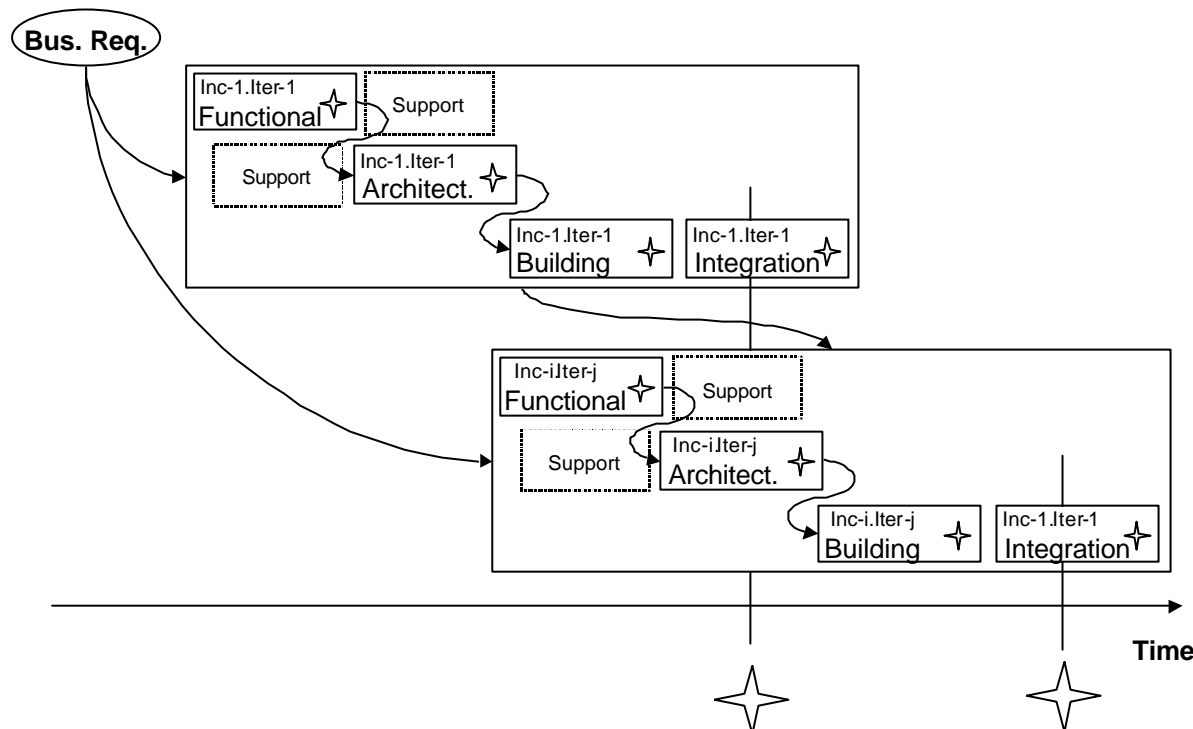 Bus. Req.
Inc-1.Iter-1
Functional
Support
Support
Inc-1.Iter-1
Architect.
Inc-1.Iter-1
Building
Inc-1.Iter-1
Integration
Inc-i.Iter-j
Functional
Support
Support
Inc-i.Iter-j
Architect.
Inc-i.Iter-j
Building
Inc-1.Iter-1
Integration
Time